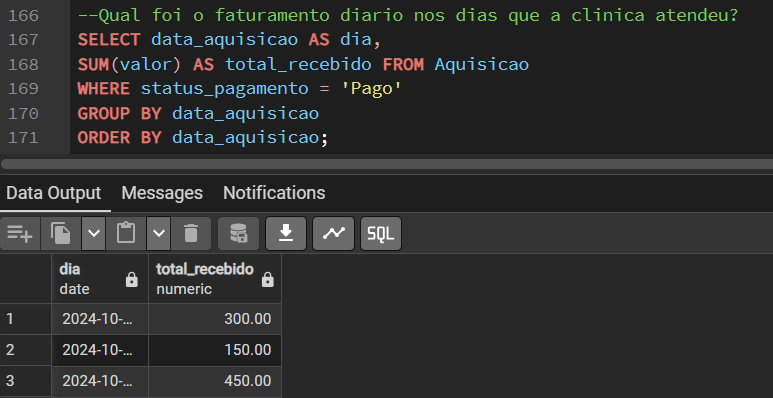 166 --Qual foi o faturamento diario nos dias que a clinica atendeu?
167 SELECT data_aquisicao AS dia,
168 SUM(valor) AS total_recebido FROM Aquisicao
169 WHERE status_pagamento = 'Pago'
170 GROUP BY data_aquisicao
171 ORDER BY data_aquisicao;
Data Output Messages Notifications
SQL
dia total_recebido
date numeric
1 2024-10-... 300.00
2 2024-10-... 150.00
3 2024-10-... 450.00